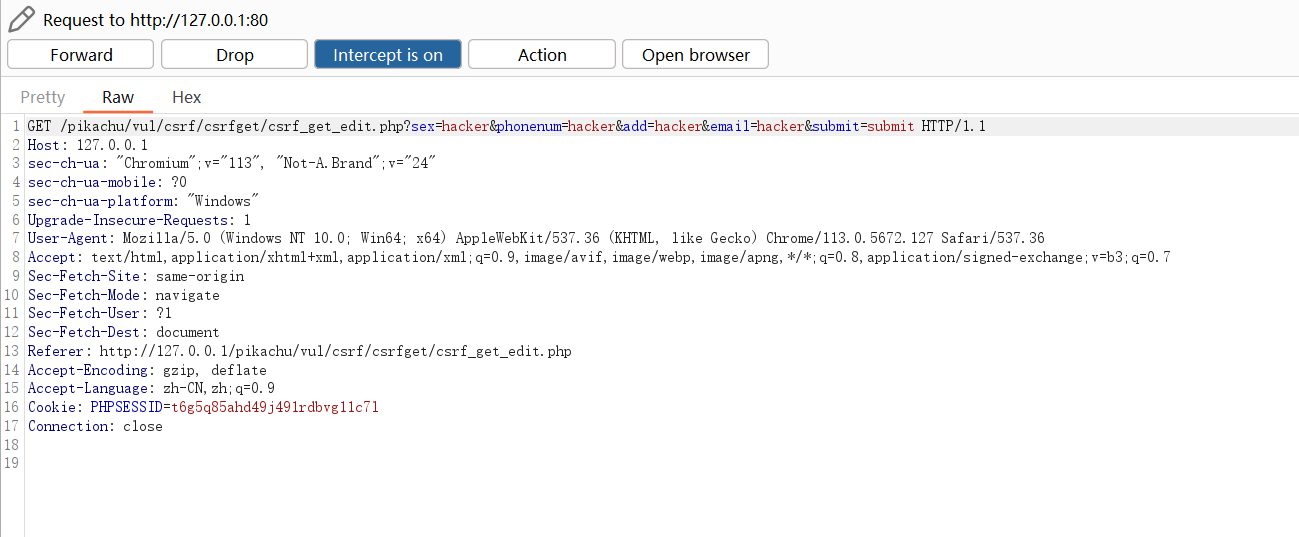 Request to http://127.0.0.1:80
Forward Drop Intercept is on Action Open browser
Pretty Raw Hex
1 GET /pikachu/vul/csrf/csrfget/csrf_get_edit.php?sex=hacker&phonenum=hacker&add=hacker&email=hacker&submit=submit HTTP/1.1
2 Host: 127.0.0.1
3 sec-ch-ua: "Chromium";v="113", "Not-A.Brand";v="24"
4 sec-ch-ua-mobile: ?0
5 sec-ch-ua-platform: "Windows"
6 Upgrade-Insecure-Requests: 1
7 User-Agent: Mozilla/5.0 (Windows NT 10.0; Win64; x64) AppleWebKit/537.36 (KHTML, like Gecko) Chrome/113.0.5672.127 Safari/537.36
8 Accept: text/html,application/xhtml+xml,application/xml;q=0.9,image/avif,image/webp,image/apng,*/*;q=0.8,application/signed-exchange;v=b3;q=0.7
9 Sec-Fetch-Site: same-origin
10 Sec-Fetch-Mode: navigate
11 Sec-Fetch-User: ?1
12 Sec-Fetch-Dest: document
13 Referer: http://127.0.0.1/pikachu/vul/csrf/csrfget/csrf_get_edit.php
14 Accept-Encoding: gzip, deflate
15 Accept-Language: zh-CN,zh;q=0.9
16 Cookie: PHPSESSID=t6g5q85ahd49j491rdbvg11c71
17 Connection: close
18
19